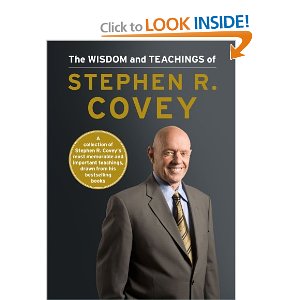 Click to LOOK INSIDE!
The WISDOM and TEACHINGS of
STEPHEN R.
COVEY
A
collection of
Stephen R. Covey's
most memorable and
important teachings,
drawn from his
bestselling
books